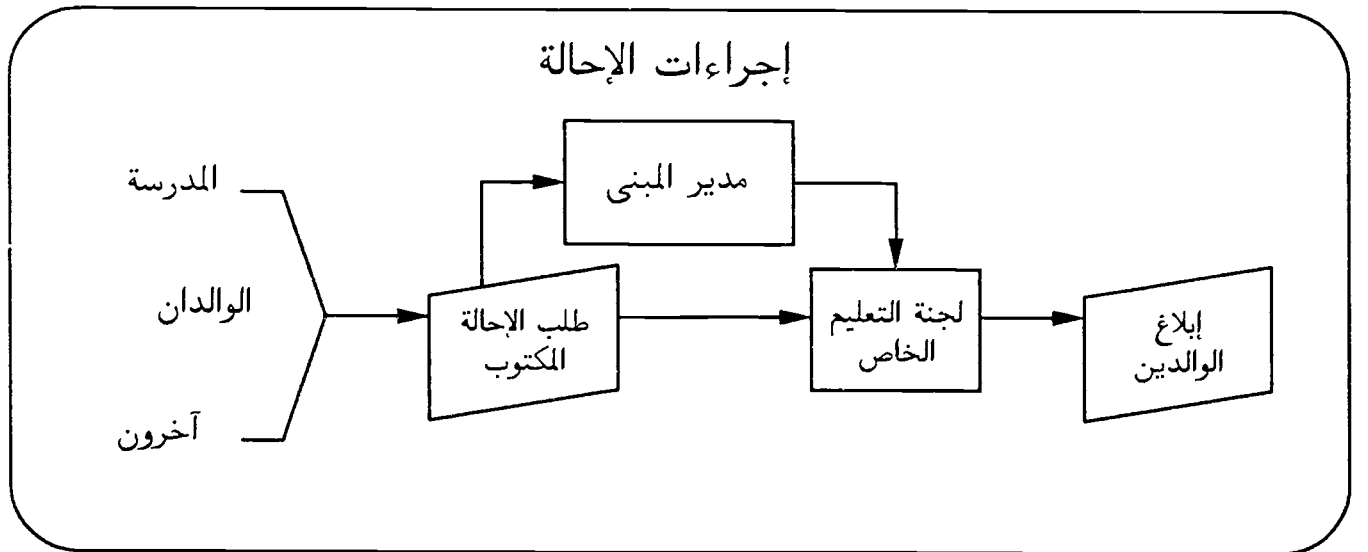 إجراءات الإحالة
مدير المبنى
المدرسة
الوالدان
آخرون
طلب الإحالة
المكتوب
لجنة التعليم
الخاص
إبلاغ
الوالدين